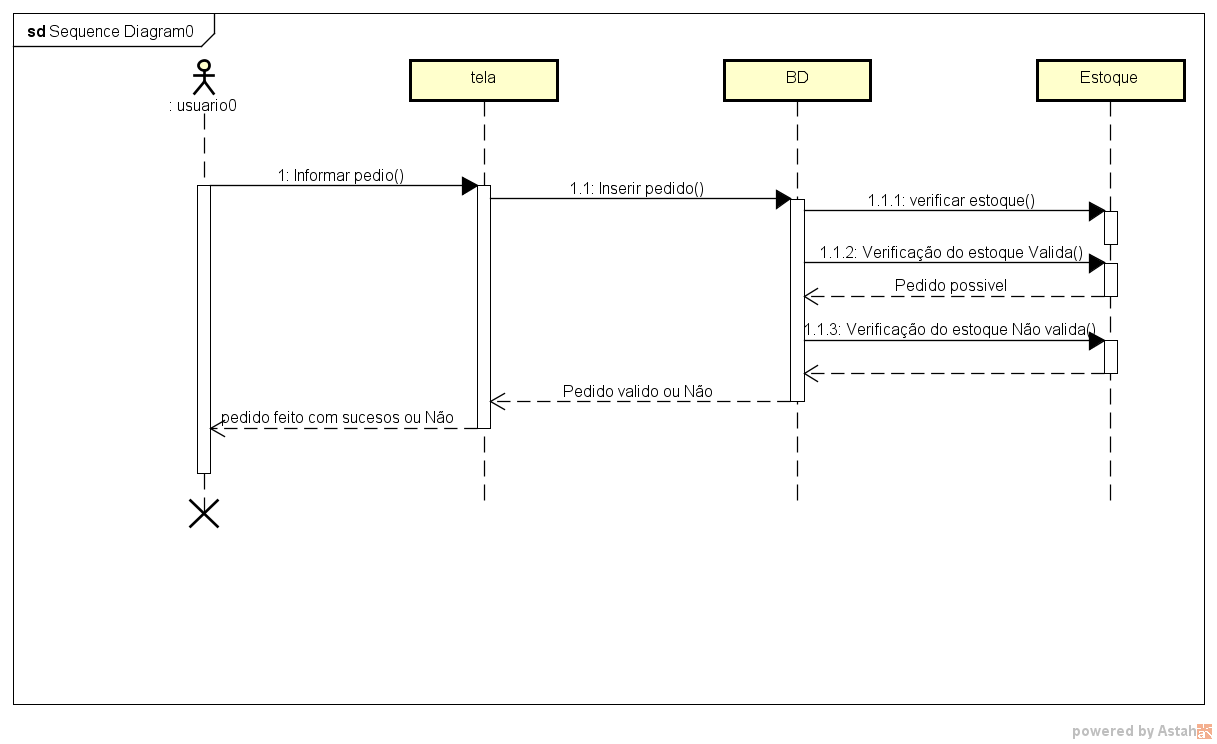 sd Sequence Diagram0
: usuario0
tela
BD
Estoque
1: Informar pedio()
1.1: Inserir pedido()
1.1.1: verificar estoque()
1.1.2: Verificação do estoque Valida()
Pedido possivel
1.1.3: Verificação do estoque Não valida()
Pedido valido ou Não
pedido feito com sucesos ou Não
powered by Astah